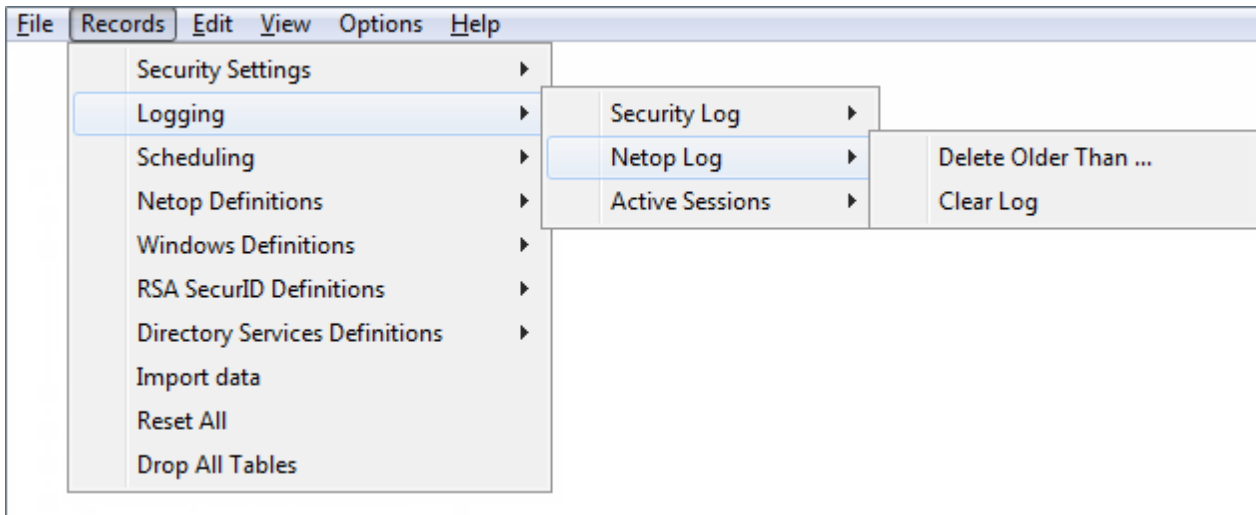 File Records Edit View Options Help
Security Settings
Logging
Scheduling
Netop Definitions
Windows Definitions
RSA SecurID Definitions
Directory Services Definitions
Import data
Reset All
Drop All Tables
Security Log
Netop Log
Active Sessions
Delete Older Than ...
Clear Log